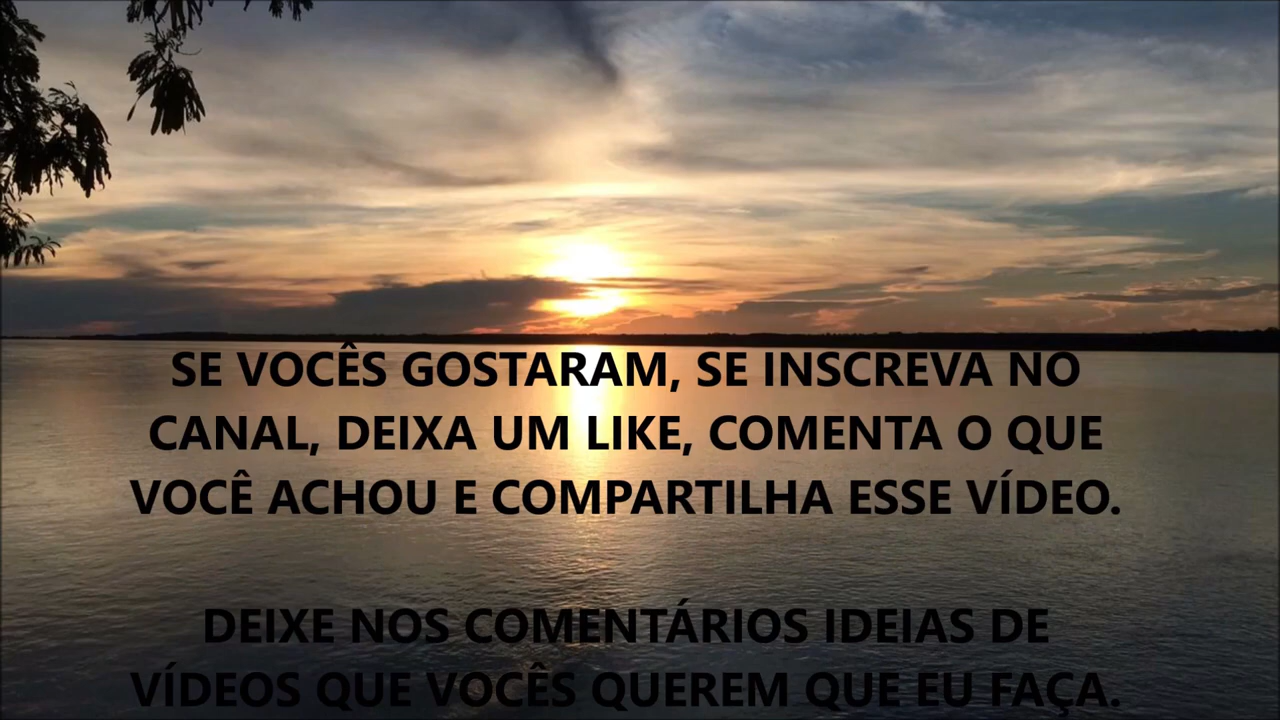 SE VOCÊS GOSTARAM, SE INSCREVA NO
CANAL, DEIXA UM LIKE, COMENTA O QUE
VOCÊ ACHOU E COMPARTILHA ESSE VÍDEO.
DEIXE NOS COMENTÁRIOS IDEIAS DE
VÍDEOS QUE VOCÊS QUEREM QUE EU FAÇA.